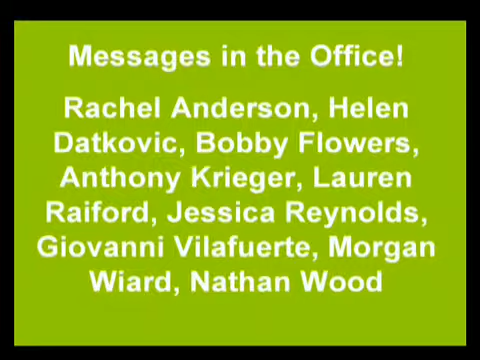 Messages in the Office!
Rachel Anderson, Helen
Datkovic, Bobby Flowers,
Anthony Krieger, Lauren
Raiford, Jessica Reynolds,
Giovanni Vilafuerte, Morgan
Wiard, Nathan Wood